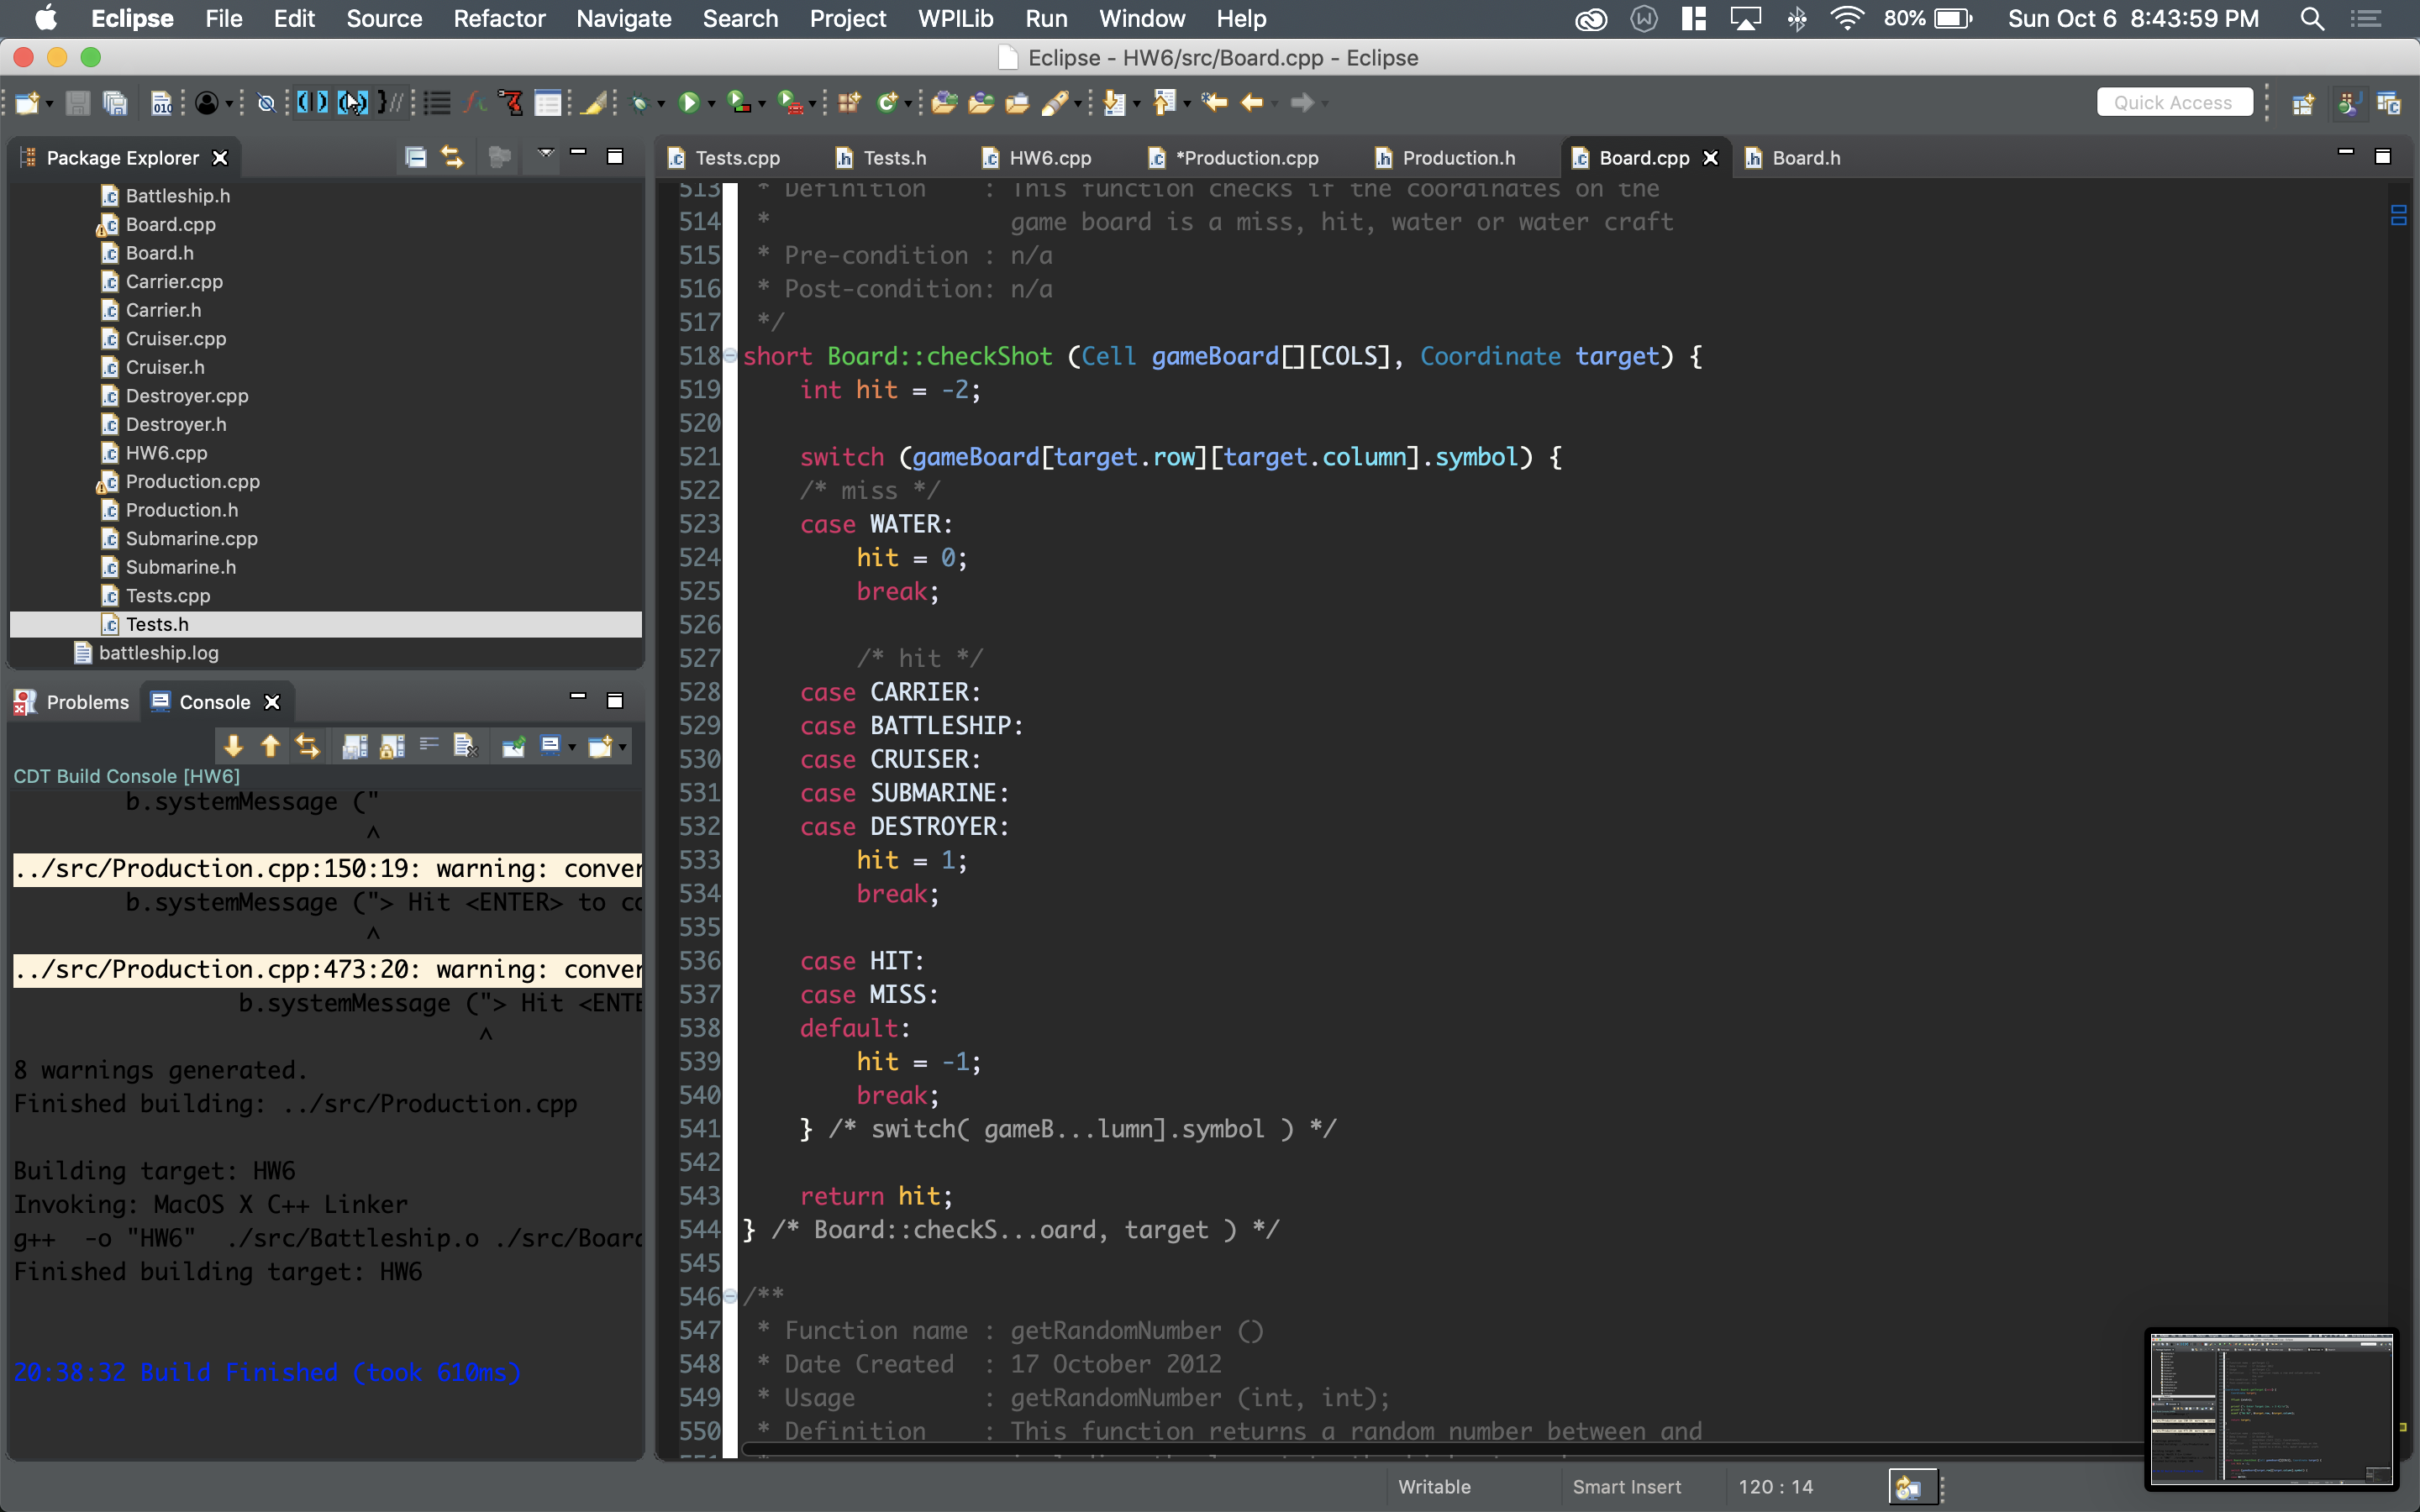 Eclipse File Edit Source Refactor Navigate Search Project WPILib Run Window Help 80% Sun Oct 6 8:43:59 PM
Eclipse - HW6/src/Board.cpp - Eclipse
Quick Access
Package Explorer
Battleship.h
Board.cpp
Board.h
Carrier.cpp
Carrier.h
Cruiser.cpp
Cruiser.h
Destroyer.cpp
Destroyer.h
HW6.cpp
Production.cpp
Production.h
Submarine.cpp
Submarine.h
Tests.cpp
Tests.h
battleship.log
Problems Console
CDT Build Console [HW6]
b.systemMessage ("
^
../src/Production.cpp:150:19: warning: conver
b.systemMessage ("> Hit <ENTER> to co
^
../src/Production.cpp:473:20: warning: conver
b.systemMessage ("> Hit <ENTE
^
8 warnings generated.
Finished building: ../src/Production.cpp
Building target: HW6
Invoking: MacOS X C++ Linker
g++ -o "HW6" ./src/Battleship.o ./src/Board
Finished building target: HW6
20:38:32 Build Finished (took 610ms)
Tests.cpp Tests.h HW6.cpp *Production.cpp Production.h Board.cpp Board.h
513 * Definition : This function checks if the coordinates on the
514 * game board is a miss, hit, water or water craft
515 * Pre-condition : n/a
516 * Post-condition: n/a
517 */
518 short Board::checkShot (Cell gameBoard[][COLS], Coordinate target) {
519 int hit = -2;
520
521 switch (gameBoard[target.row][target.column].symbol) {
522 /* miss */
523 case WATER:
524 hit = 0;
525 break;
526
527 /* hit */
528 case CARRIER:
529 case BATTLESHIP:
530 case CRUISER:
531 case SUBMARINE:
532 case DESTROYER:
533 hit = 1;
534 break;
535
536 case HIT:
537 case MISS:
538 default:
539 hit = -1;
540 break;
541 } /* switch( gameB...lumn].symbol ) */
542
543 return hit;
544 } /* Board::checkS...oard, target ) */
545
546 /**
547 * Function name : getRandomNumber ()
548 * Date Created : 17 October 2012
549 * Usage : getRandomNumber (int, int);
550 * Definition : This function returns a random number between and
Writable Smart Insert 120 : 14